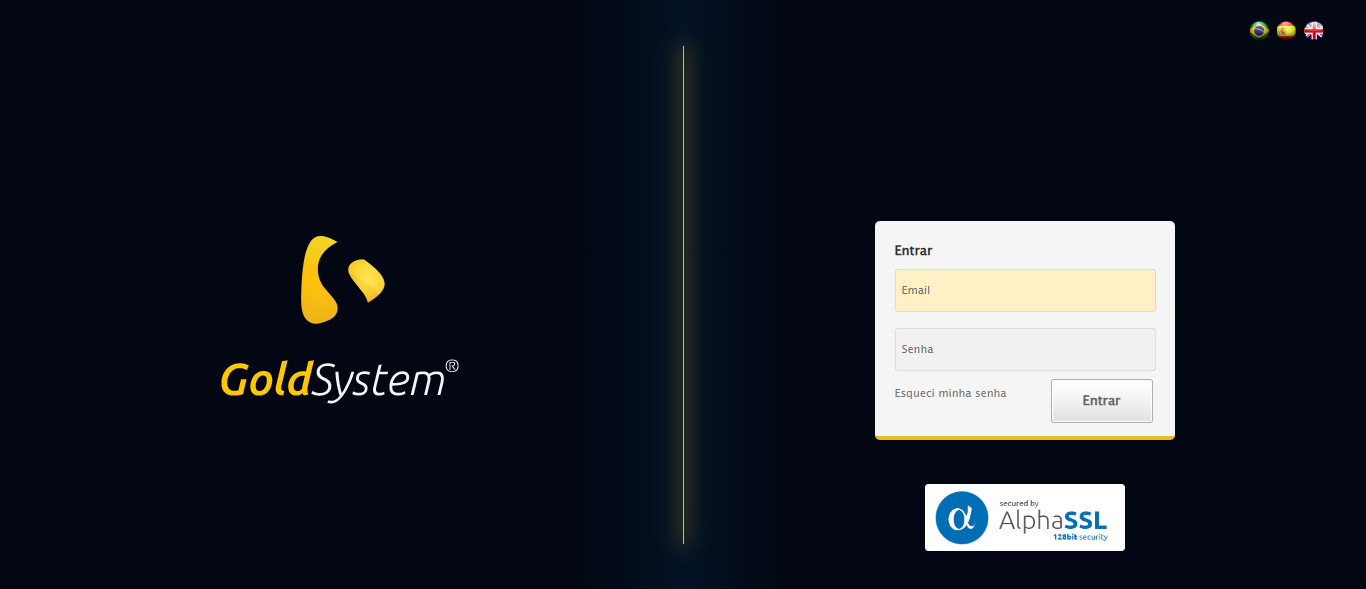 GoldSystem®
Entrar
Email
Senha
Esqueci minha senha
Entrar
α
secured by
AlphaSSL
128bit security